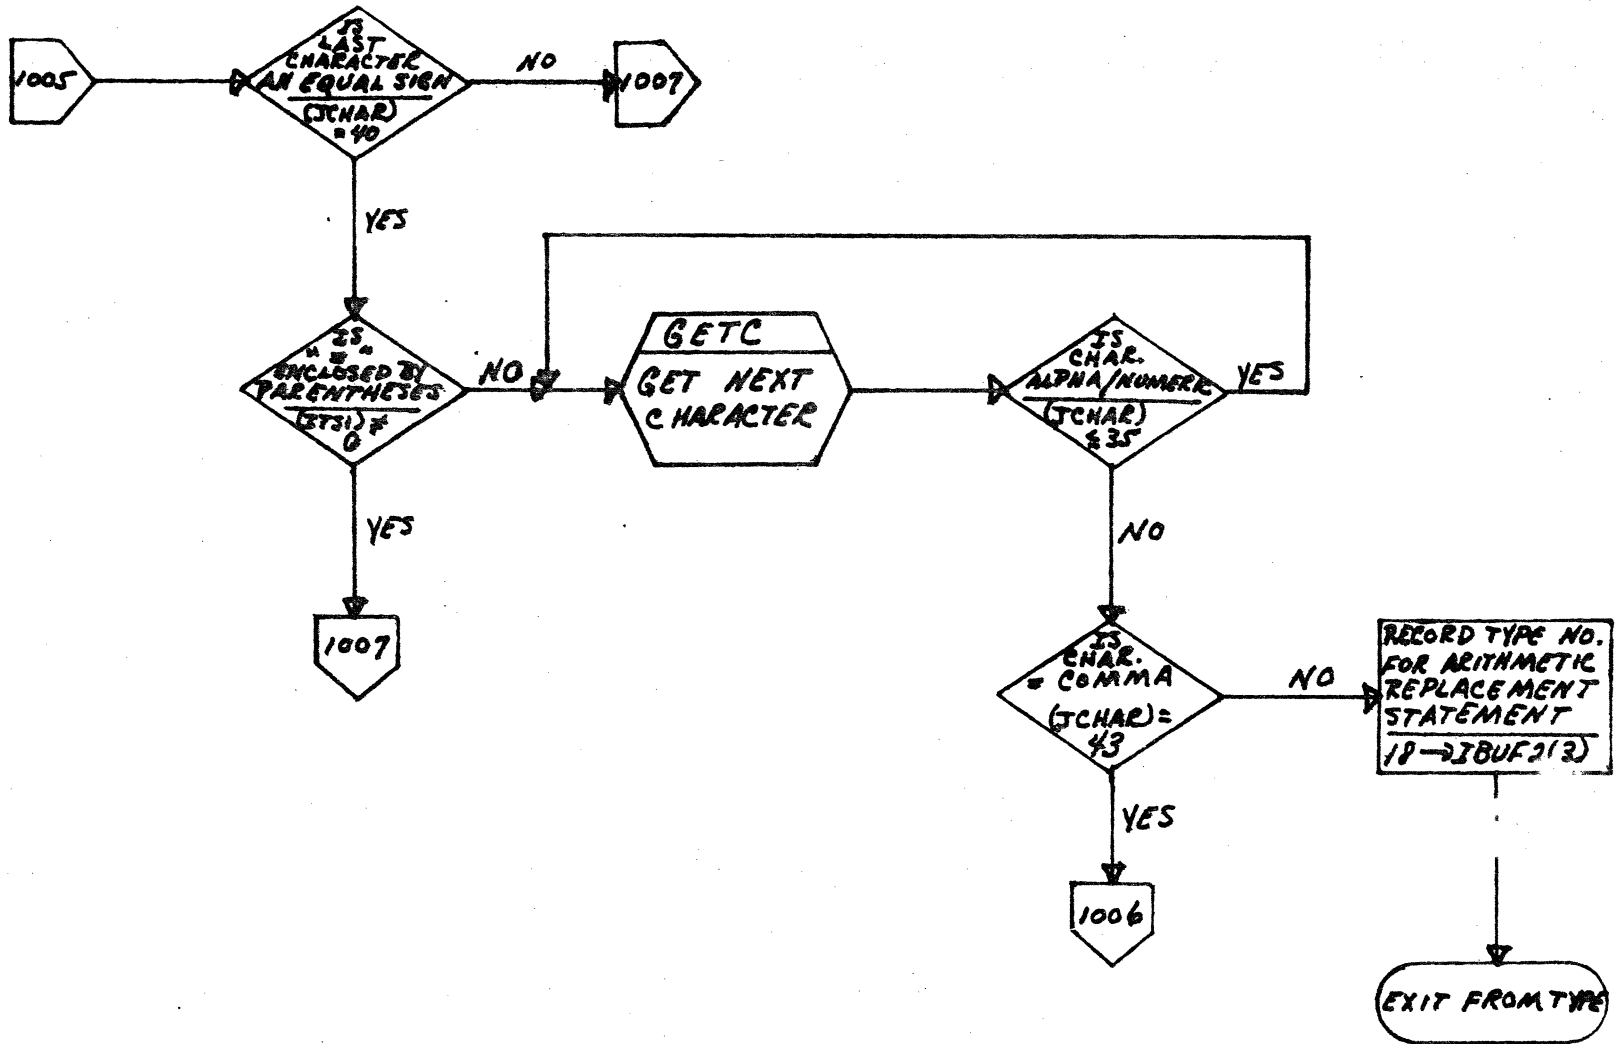 1005
IS
LAST
CHARACTER
AN EQUAL SIGN
(JCHAR)
= 40
NO
1007
YES
IS
"="
ENCLOSED BY
PARENTHESES
(ITS1) ≠
0
NO
GETC
GET NEXT
CHARACTER
IS
CHAR.
ALPHA/NUMERIC
(JCHAR)
≤ 35
YES
YES
1007
NO
IS
CHAR.
= COMMA
(JCHAR) =
43
NO
RECORD TYPE NO.
FOR ARITHMETIC
REPLACEMENT
STATEMENT
18→IBUF2(3)
YES
1006
EXIT FROM TYPE